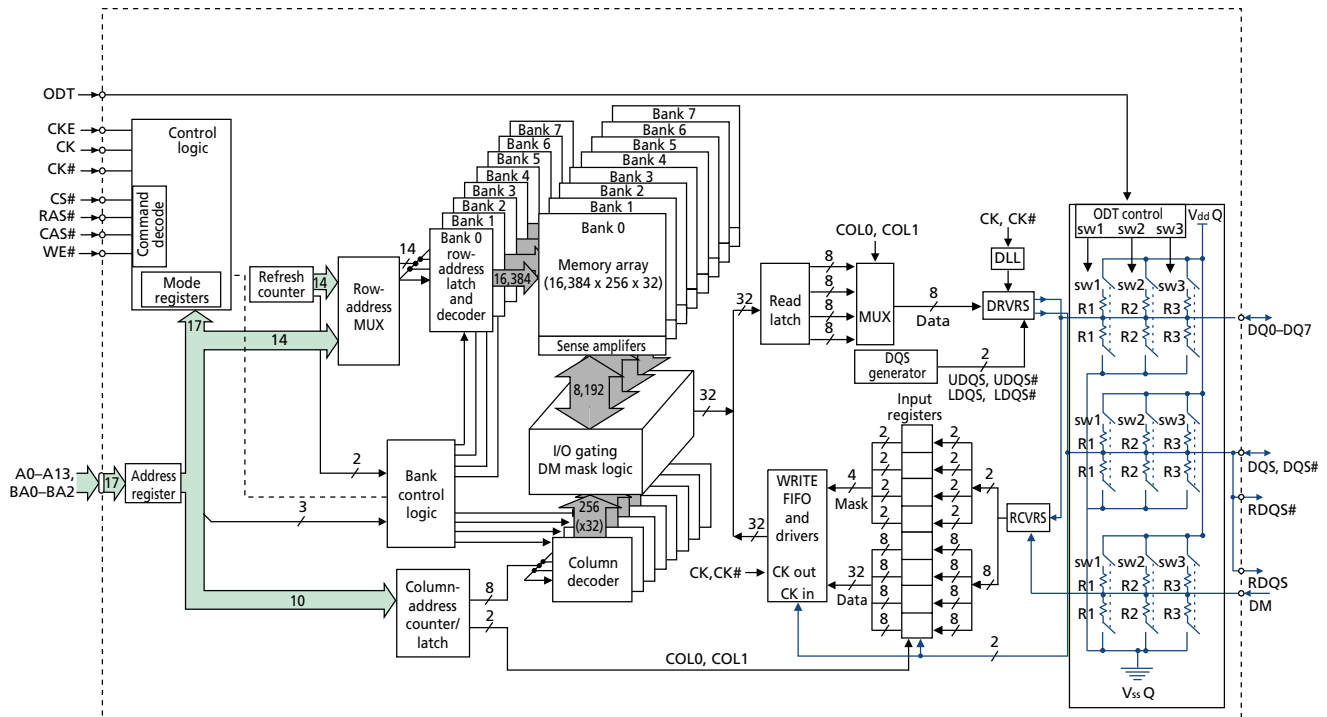 ODT
CKE
CK
CK#
CS#
RAS#
CAS#
WE#
Control
logic
Command
decode
Mode
registers
17
14
A0–A13,
BA0–BA2
17
Address
register
Refresh
counter
14
Row-
address
MUX
14
2
3
10
Bank 7
Bank 6
Bank 5
Bank 4
Bank 3
Bank 2
Bank 1
Bank 0
row-
address
latch
and
decoder
16,384
Bank 7
Bank 6
Bank 5
Bank 4
Bank 3
Bank 2
Bank 1
Bank 0
Memory array
(16,384 x 256 x 32)
Sense amplifers
8,192
I/O gating
DM mask logic
256
(x32)
Column
decoder
Bank
control
logic
Column-
address
counter/
latch
8
2
COL0, COL1
32
32
32
Read
latch
8
8
8
8
COL0, COL1
MUX
8
Data
CK, CK#
DLL
DRVRS
DQS
generator
2
UDQS, UDQS#
LDQS, LDQS#
Input
registers
2
2
2
2
8
8
8
8
2
2
2
2
8
8
8
8
2
8
4
Mask
32
Data
WRITE
FIFO
and
drivers
CK out
CK in
CK,CK#
RCVRS
2
ODT control
sw1 sw2 sw3
Vdd Q
sw1 sw2 sw3
R1 R2 R3
R1 R2 R3
sw1 sw2 sw3
R1 R2 R3
R1 R2 R3
sw1 sw2 sw3
R1 R2 R3
R1 R2 R3
Vss Q
DQ0–DQ7
DQS, DQS#
RDQS#
RDQS
DM